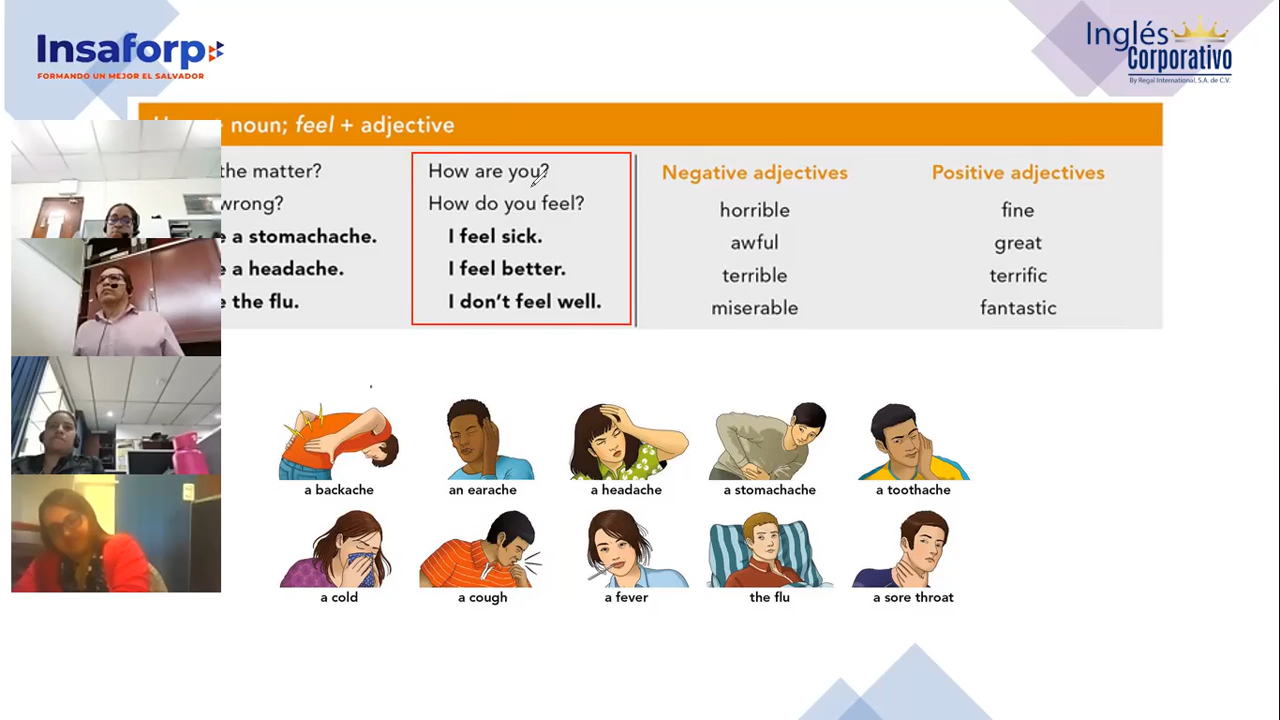 Insaforp
FORMANDO UN MEJOR EL SALVADOR
Inglés
Corporativo
By Regal International, S.A. de C.V.
noun; feel + adjective
the matter?
wrong?
a stomachache.
a headache.
the flu.
How are you?
How do you feel?
I feel sick.
I feel better.
I don't feel well.
Negative adjectives
horrible
awful
terrible
miserable
Positive adjectives
fine
great
terrific
fantastic
a backache
an earache
a headache
a stomachache
a toothache
a cold
a cough
a fever
the flu
a sore throat